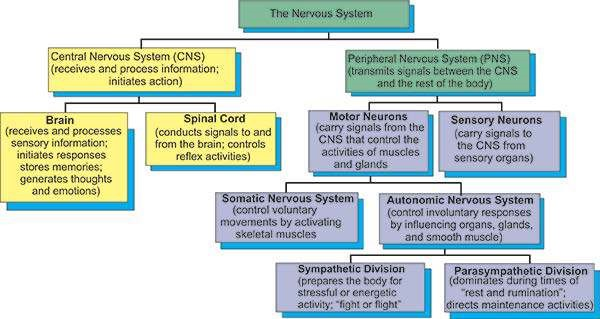 The Nervous System
Central Nervous System (CNS)
(receives and process information;
initiates action)
Peripheral Nervous System (PNS)
(transmits signals between the CNS
and the rest of the body)
Brain
(receives and processes
sensory information;
initiates responses
stores memories;
generates thoughts
and emotions)
Spinal Cord
(conducts signals to and
from the brain; controls
reflex activities)
Motor Neurons
(carry signals from the
CNS that control the
activities of muscles
and glands
Sensory Neurons
(carry signals to
the CNS from
sensory organs)
Somatic Nervous System
(control voluntary
movements by activating
skeletal muscles
Autonomic Nervous System
(control involuntary responses
by influencing organs, glands,
and smooth muscle)
Sympathetic Division
(prepares the body for
stressful or energetic
activity; "fight or flight"
Parasympathetic Division
(dominates during times of
"rest and rumination";
directs maintenance activities)